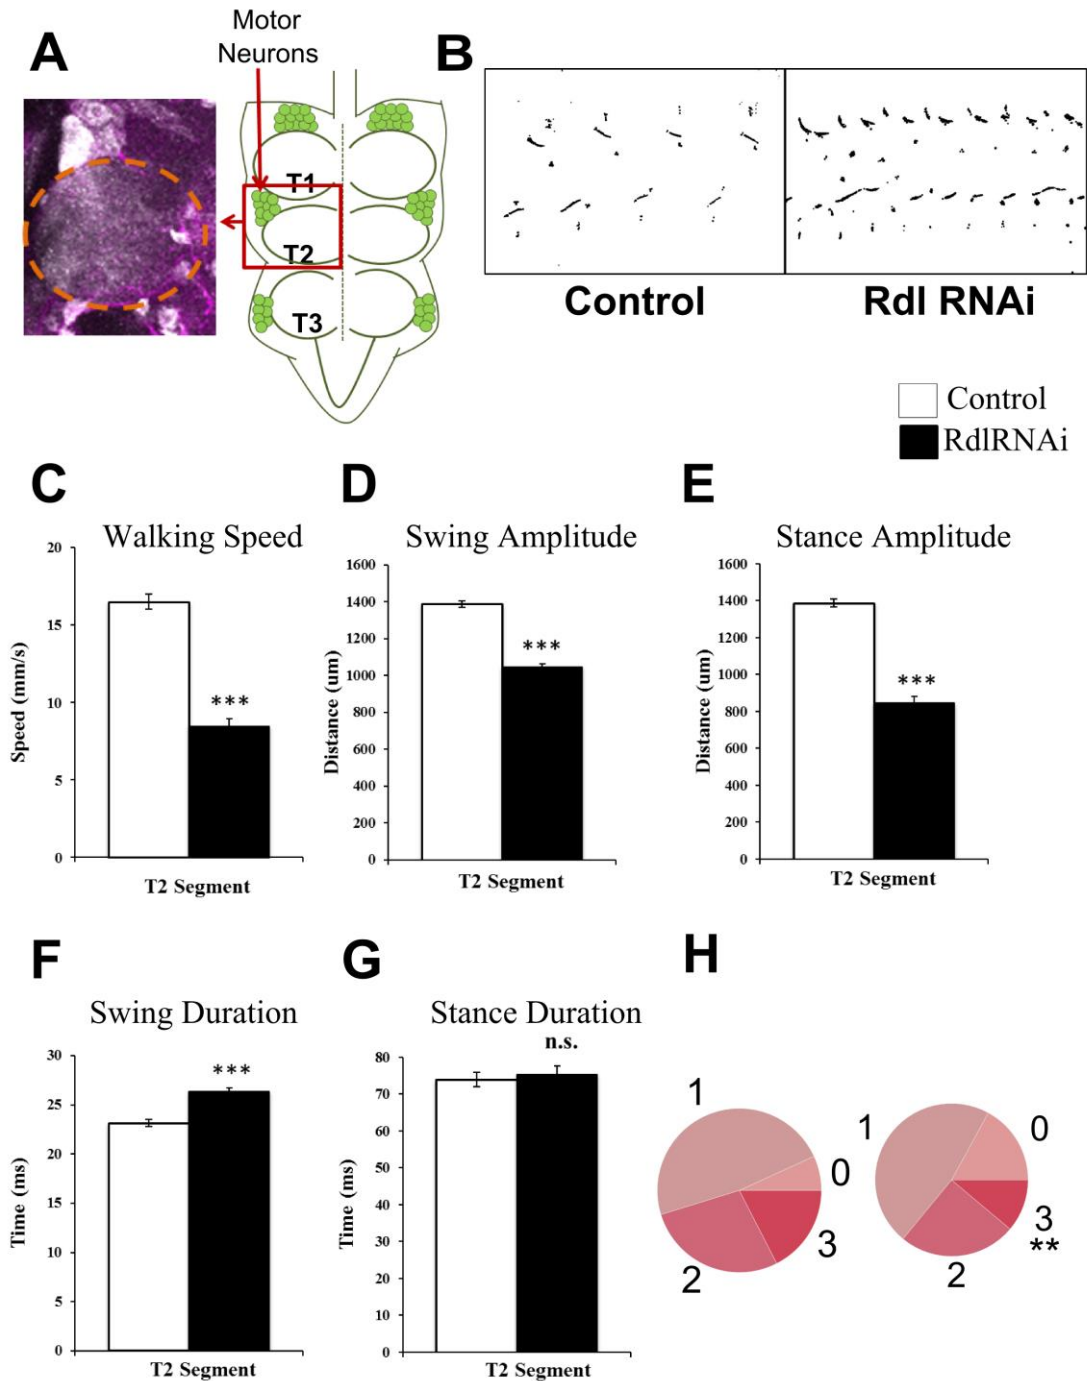 A
Motor
Neurons
T1
T2
T3
B
Control
Rdl RNAi
Control
RdlRNAi
C
Walking Speed
Speed (mm/s)
20
15
10
5
0
***
T2 Segment
D
Swing Amplitude
Distance (um)
1600
1400
1200
1000
800
600
400
200
0
***
T2 Segment
E
Stance Amplitude
Distance (um)
1600
1400
1200
1000
800
600
400
200
0
***
T2 Segment
F
Swing Duration
Time (ms)
30
25
20
15
10
5
0
***
T2 Segment
G
Stance Duration
n.s.
Time (ms)
80
70
60
50
40
30
20
10
0
T2 Segment
H
1
0
3
2
1
0
3
**
2